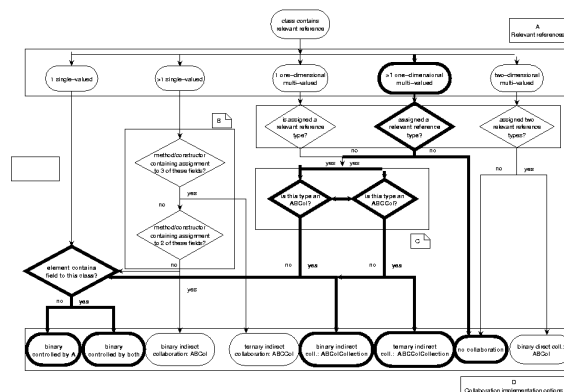 class contains
relevant reference
A
Relevant references
1 single-valued
>1 single-valued
1 one-dimensional
multi-valued
>1 one-dimensional
multi-valued
two-dimensional
multi-valued
B
is assigned a
relevant reference
type?
assigned a
relevant reference
type?
assigned two
relevant reference
types?
method/constructor
containing assignment
to 3 of these fields?
no
no
no
yes
yes
yes
yes
no
is this type an
ABCol?
is this type an
ABCCol?
method/constructor
containing assignment
to 2 of these fields?
C
no
element contains
field to this class?
no
yes
no
yes
yes
no
yes
binary
controlled by A
binary
controlled by both
binary indirect
collaboration: ABCol
ternary indirect
collaboration: ABCCol
binary indirect
coll.: ABColCollection
ternary indirect
coll.: ABCColCollection
no collaboration
binary direct coll.:
ABCol
D
Collaboration implementation options